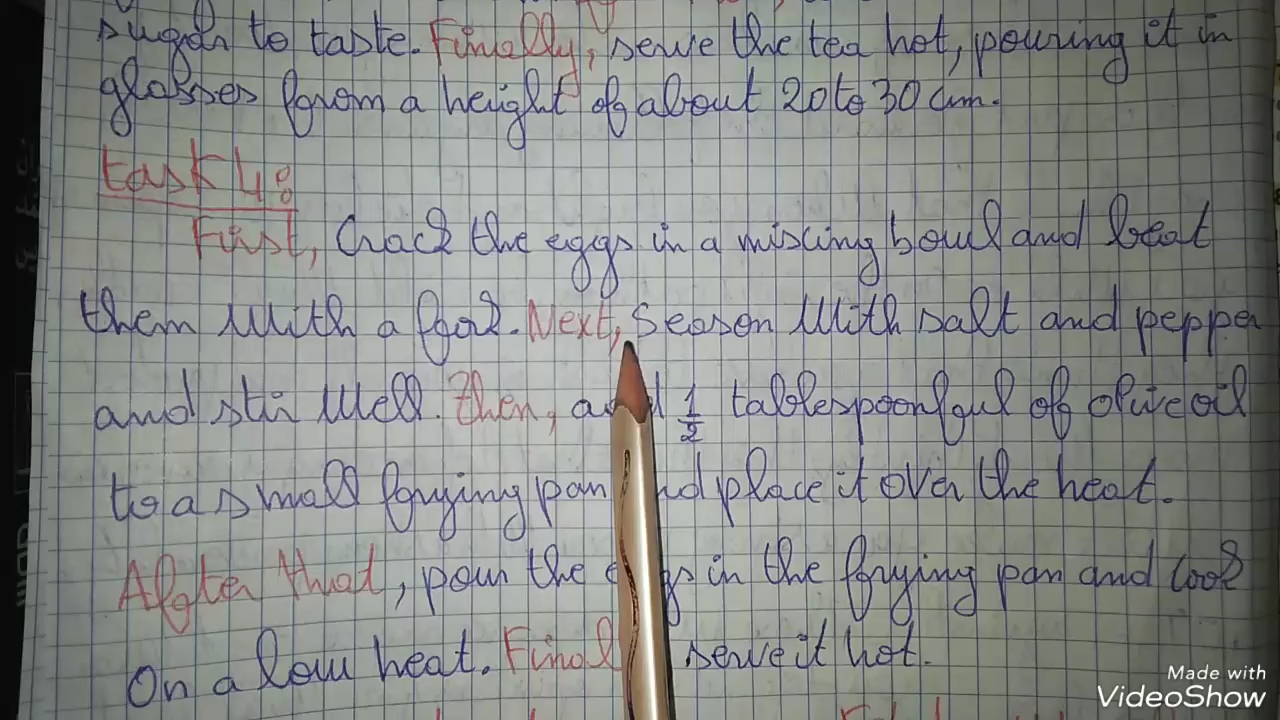 sugar to taste. Finally, serve the tea hot, pouring it in
glasses from a height of about 20 to 30 cm.
task 4:
First, Crack the eggs in a mixing bowl and beat
them with a fork. Next, Season With salt and pepper
and stir Well. Then, add 1/2 tablespoonful of olive oil
to a small frying pan and place it over the heat.
After that, pour the eggs in the frying pan and cook
On a low heat. Final serve it hot.
Made with
VideoShow